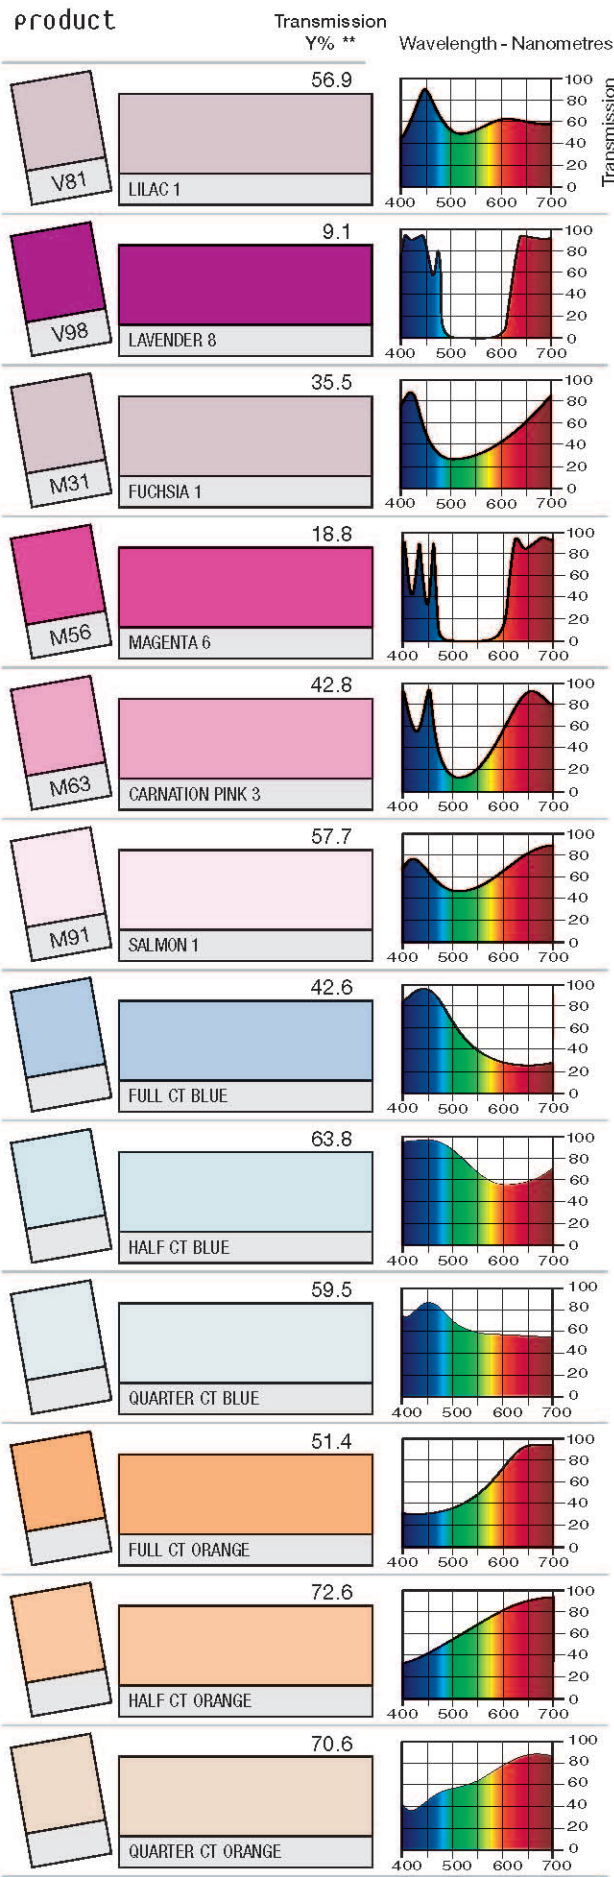 product
Transmission
Y% **
Wavelength - Nanometres
Transmission
56.9
V81
LILAC 1
100
80
60
40
20
0
400 500 600 700
9.1
V98
LAVENDER 8
100
80
60
40
20
0
400 500 600 700
35.5
M31
FUCHSIA 1
100
80
60
40
20
0
400 500 600 700
18.8
M56
MAGENTA 6
100
80
60
40
20
0
400 500 600 700
42.8
M63
CARNATION PINK 3
100
80
60
40
20
0
400 500 600 700
57.7
M91
SALMON 1
100
80
60
40
20
0
400 500 600 700
42.6
FULL CT BLUE
100
80
60
40
20
0
400 500 600 700
63.8
HALF CT BLUE
100
80
60
40
20
0
400 500 600 700
59.5
QUARTER CT BLUE
100
80
60
40
20
0
400 500 600 700
51.4
FULL CT ORANGE
100
80
60
40
20
0
400 500 600 700
72.6
HALF CT ORANGE
100
80
60
40
20
0
400 500 600 700
70.6
QUARTER CT ORANGE
100
80
60
40
20
0
400 500 600 700